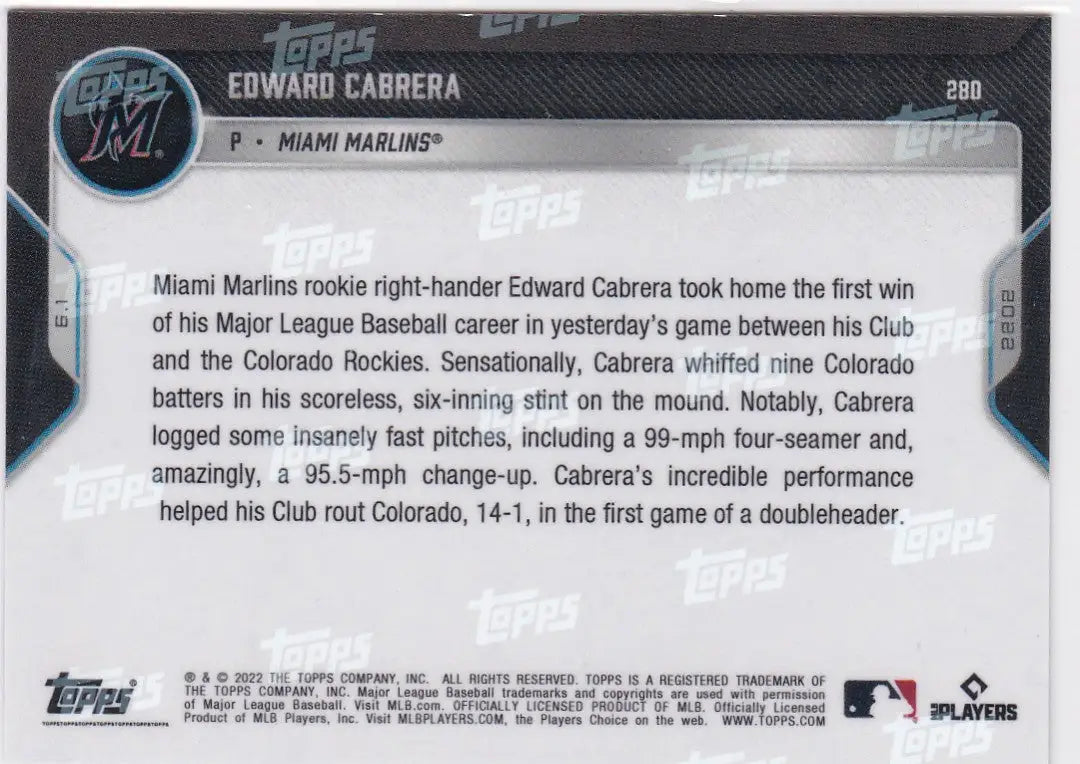 EDWARD CABRERA
280
P • MIAMI MARLINS®
6.1
2022
Miami Marlins rookie right-hander Edward Cabrera took home the first win
of his Major League Baseball career in yesterday's game between his Club
and the Colorado Rockies. Sensationally, Cabrera whiffed nine Colorado
batters in his scoreless, six-inning stint on the mound. Notably, Cabrera
logged some insanely fast pitches, including a 99-mph four-seamer and,
amazingly, a 95.5-mph change-up. Cabrera's incredible performance
helped his Club rout Colorado, 14-1, in the first game of a doubleheader.
Topps®
TOPPSTOPPSTOPPSTOPPSTOPPSTOPPSTOPPS
® & © 2022 THE TOPPS COMPANY, INC. ALL RIGHTS RESERVED. TOPPS IS A REGISTERED TRADEMARK OF
THE TOPPS COMPANY, INC. Major League Baseball trademarks and copyrights are used with permission
of Major League Baseball. Visit MLB.com. OFFICIALLY LICENSED PRODUCT OF MLB. Officially Licensed
Product of MLB Players, Inc. Visit MLBPLAYERS.COM, the Players Choice on the web. WWW.TOPPS.COM
MLB PLAYERS